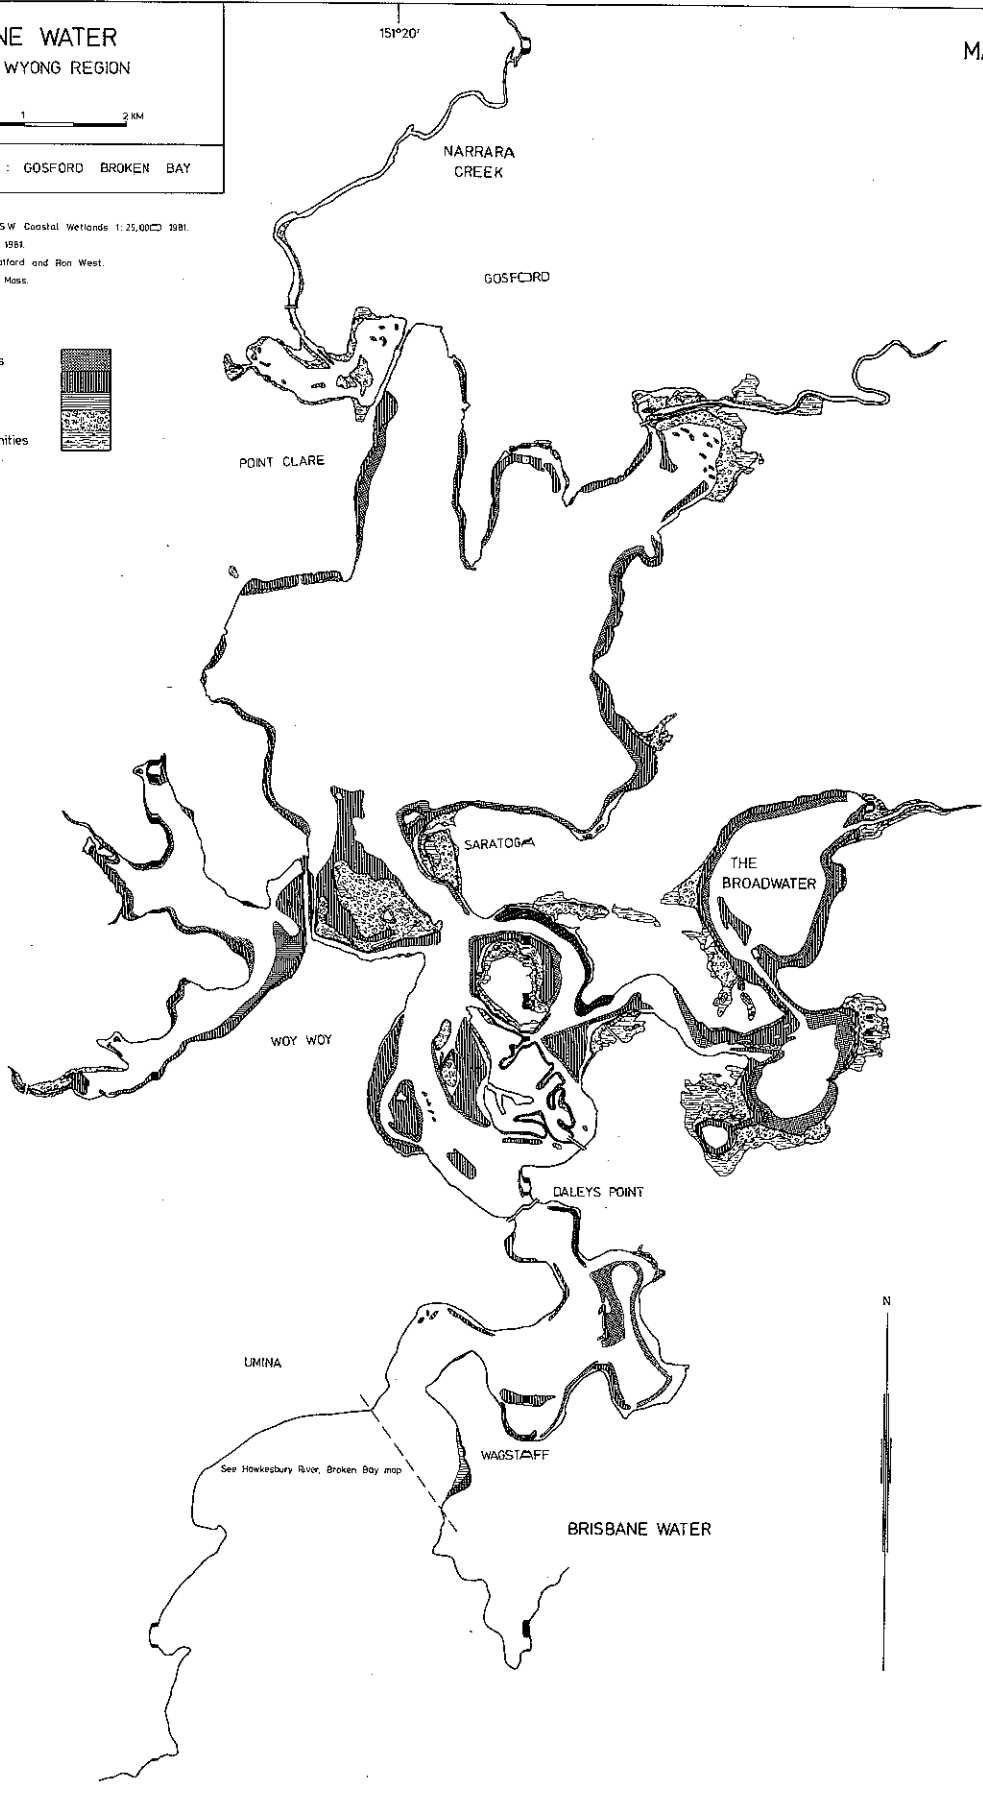 NE WATER
WYONG REGION
1 2 KM
: GOSFORD BROKEN BAY
SW Coastal Wetlands 1:25,000 1981.
1981.
and Ron West.
Moss.
s
nities
151°20'
MA
NARRARA
CREEK
GOSFORD
POINT CLARE
SARATOGA
THE
BROADWATER
WOY WOY
DALEYS POINT
N
UMINA
WAGSTAFF
See Hawkesbury River, Broken Bay map
BRISBANE WATER